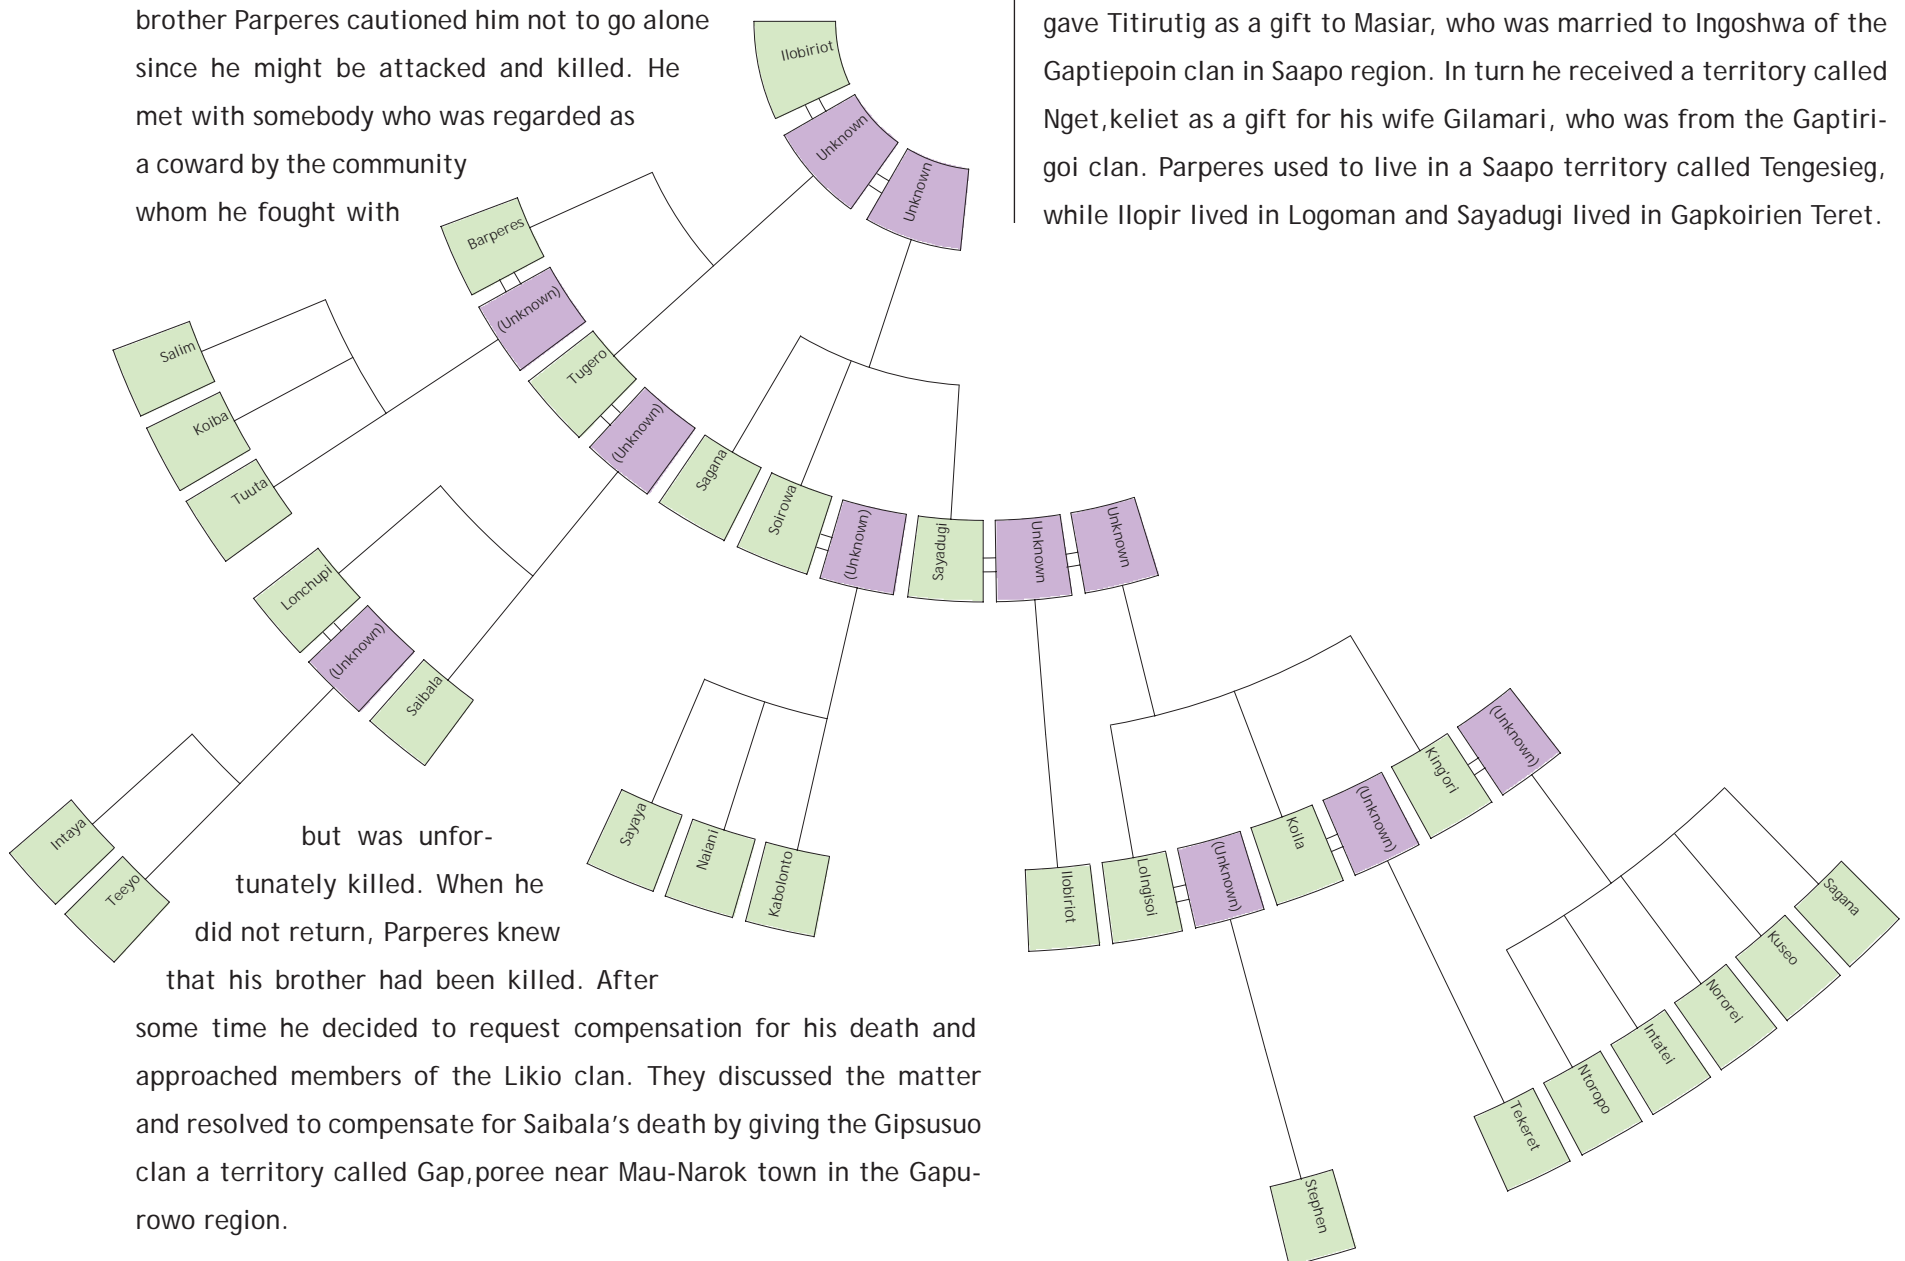 brother Parperes cautioned him not to go alone
since he might be attacked and killed. He
met with somebody who was regarded as
a coward by the community
whom he fought with
but was unfor-
tunately killed. When he
did not return, Parperes knew
that his brother had been killed. After
some time he decided to request compensation for his death and
approached members of the Likio clan. They discussed the matter
and resolved to compensate for Saibala's death by giving the Gipsusuo
clan a territory called Gap,poree near Mau-Narok town in the Gapu-
rowo region.
gave Titirutig as a gift to Masiar, who was married to Ingoshwa of the
Gaptiepoin clan in Saapo region. In turn he received a territory called
Nget,keliet as a gift for his wife Gilamari, who was from the Gaptiri-
goi clan. Parperes used to live in a Saapo territory called Tengesieg,
while Ilopir lived in Logoman and Sayadugi lived in Gapkoirien Teret.
Ilobiriot
Unknown
Unknown
Barperes
(Unknown)
Tugero
(Unknown)
Sagana
Soirowa
(Unknown)
Sayadugi
Unknown
Unknown
Salim
Koiba
Tuuta
Lonchupi
(Unknown)
Saibala
Intaya
Teeyo
Sayaya
Naiani
Kabolonto
Ilobiriot
Lolngisoi
(Unknown)
Koila
(Unknown)
King'ori
(Unknown)
Stephen
Tekeret
Ntoropo
Intatei
Nororei
Kuseo
Sagana